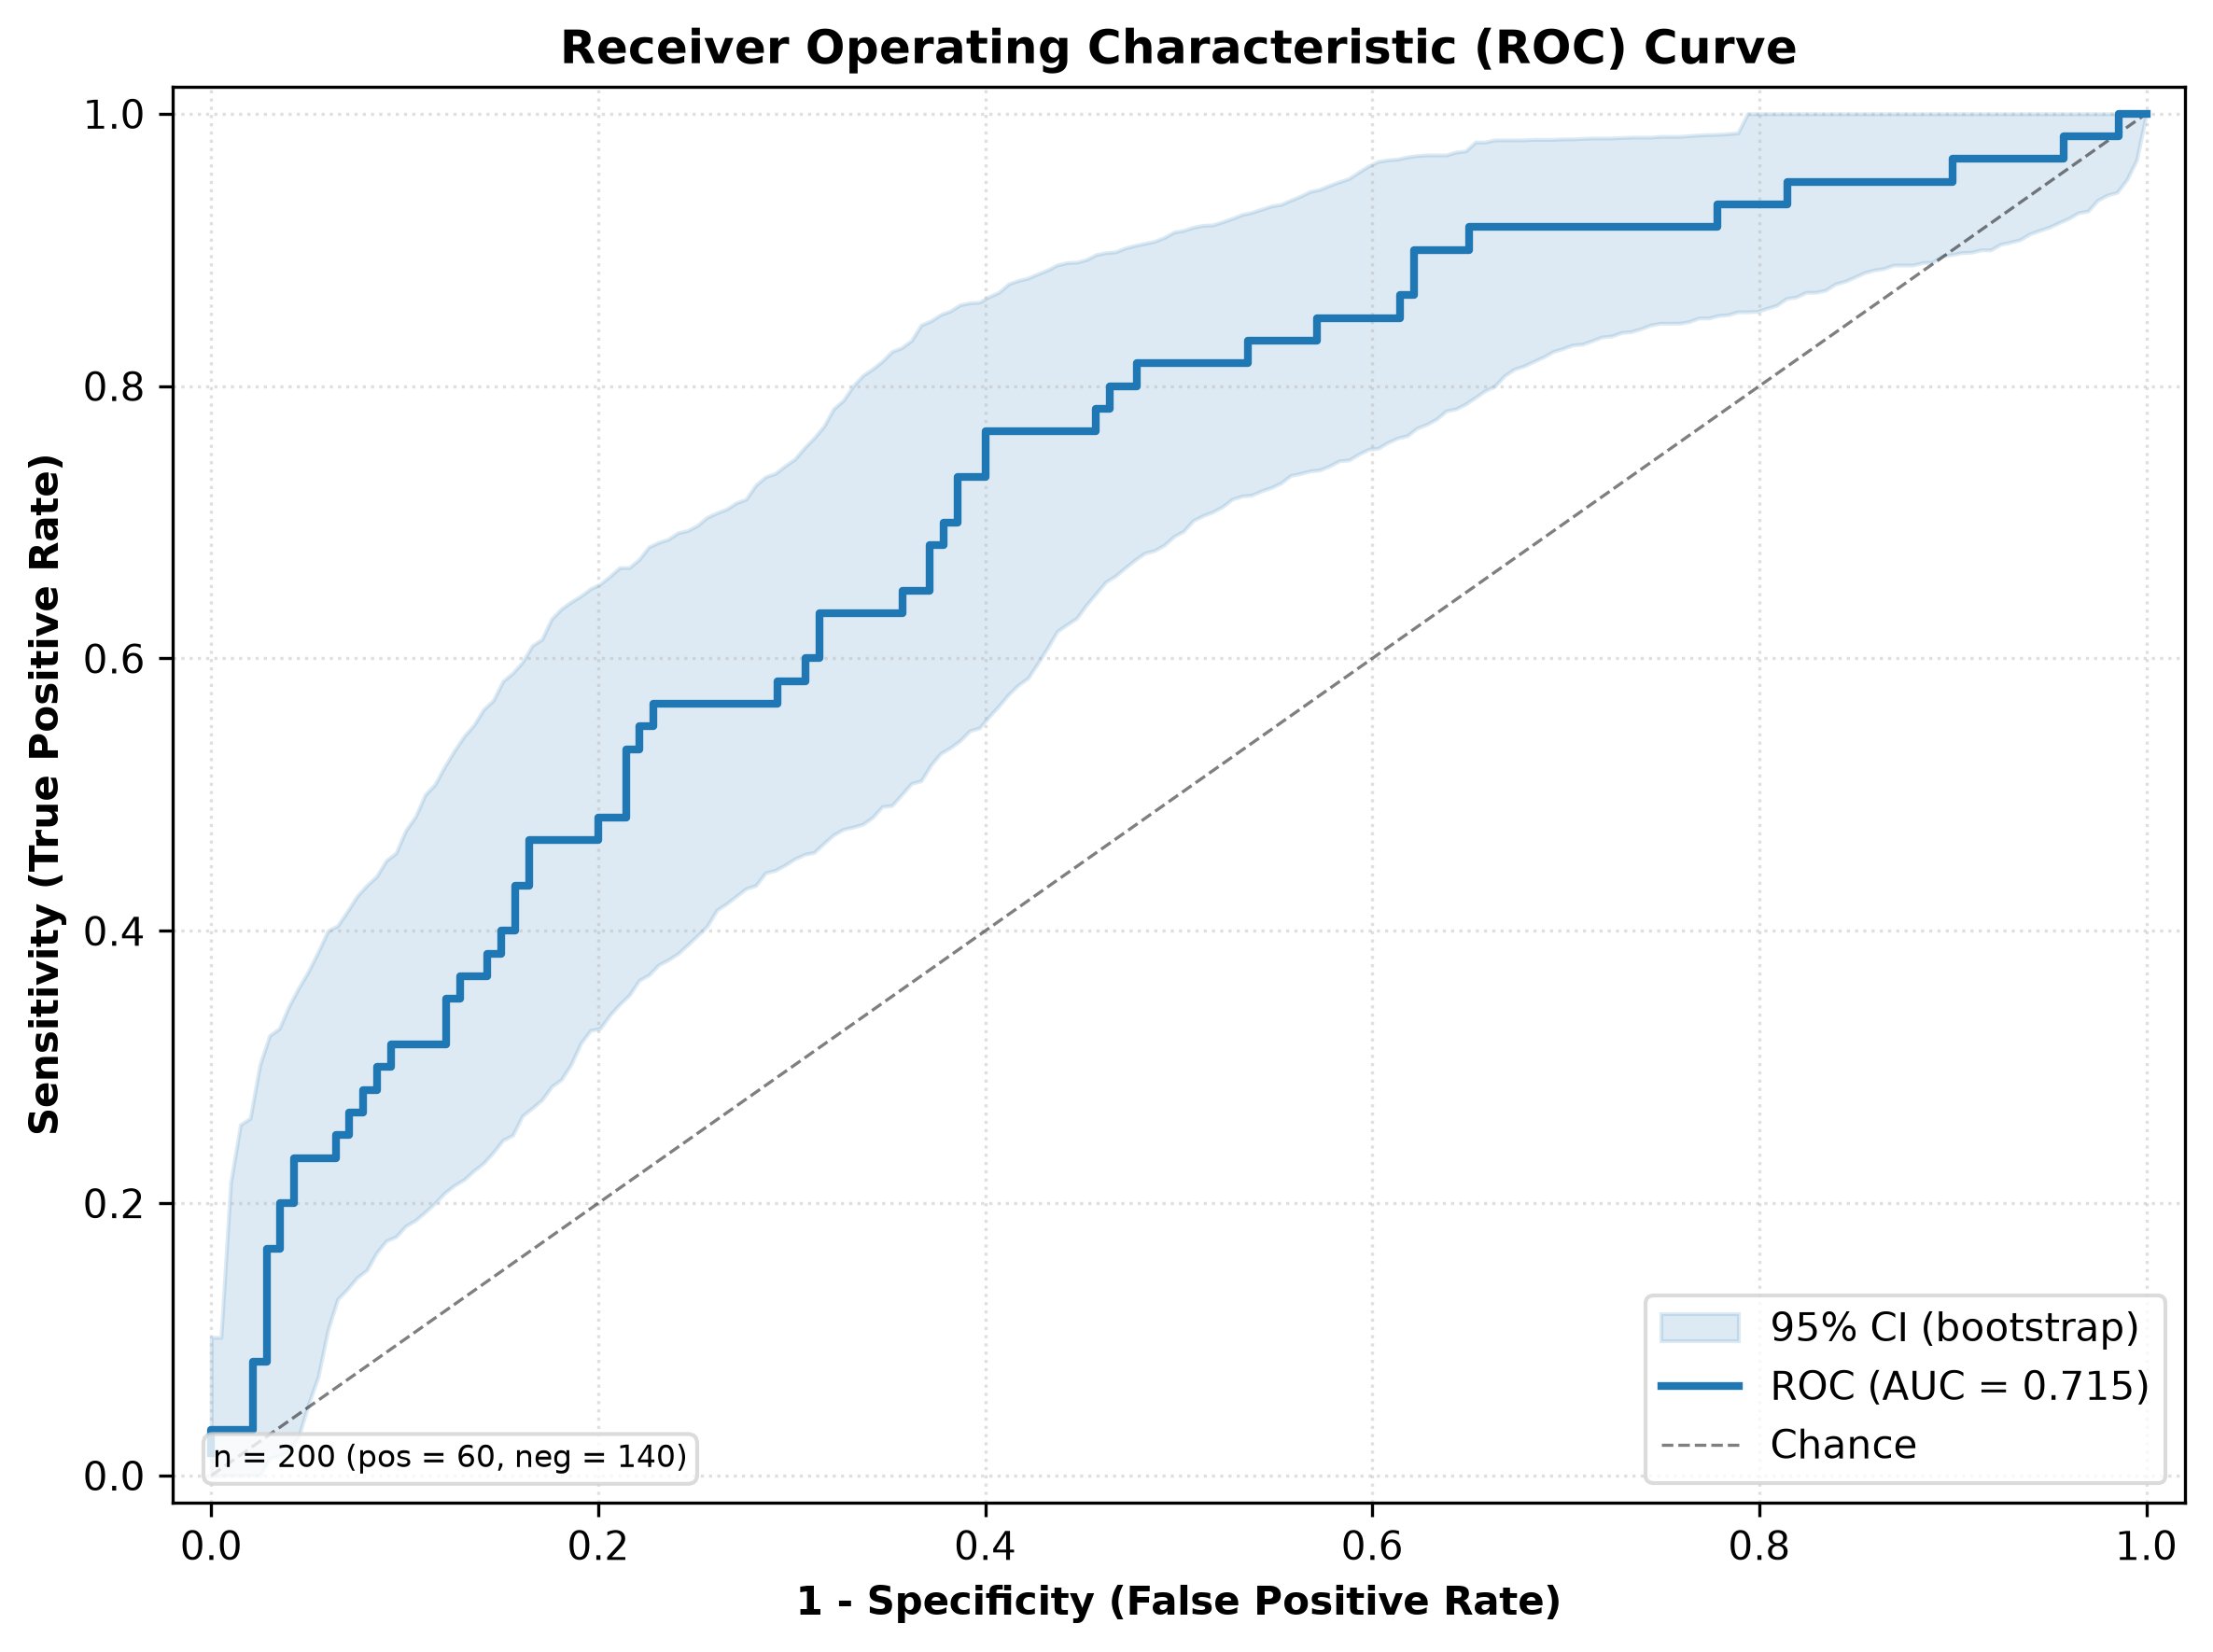 Receiver Operating Characteristic (ROC) Curve
Sensitivity (True Positive Rate)
1.0
0.8
0.6
0.4
0.2
0.0
n = 200 (pos = 60, neg = 140)
95% CI (bootstrap)
ROC (AUC = 0.715)
Chance
0.0 0.2 0.4 0.6 0.8 1.0
1 - Specificity (False Positive Rate)